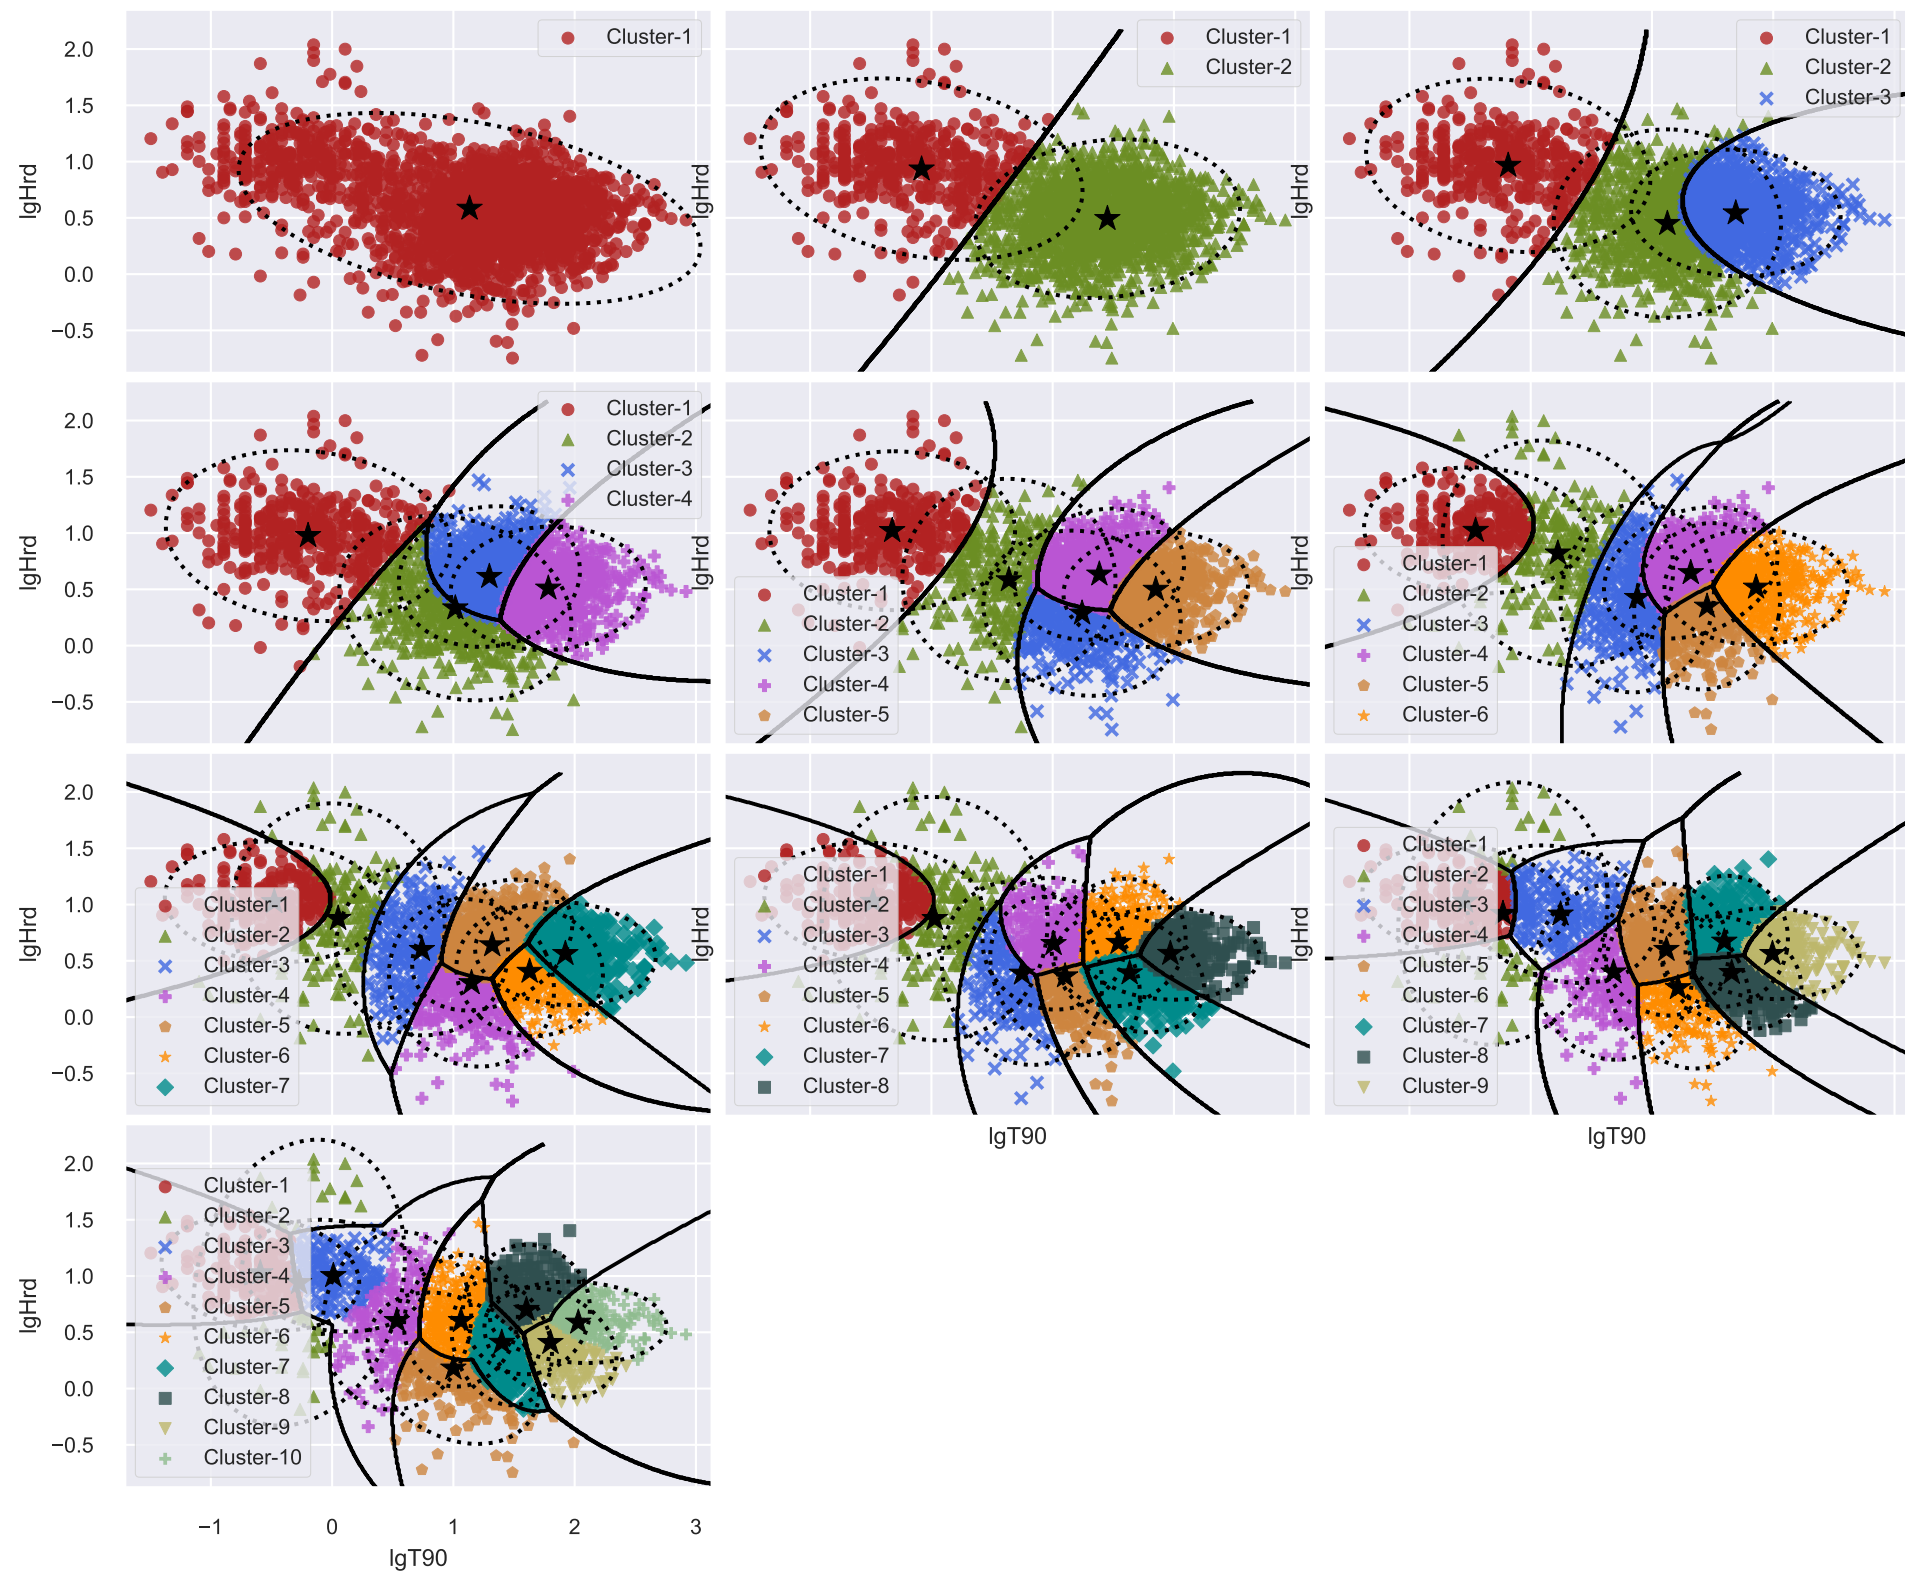 Cluster-1
2.0
1.5
1.0
0.5
0.0
−0.5
lgHrd
Cluster-1
Cluster-2
lgHrd
Cluster-1
Cluster-2
Cluster-3
lgHrd
Cluster-1
Cluster-2
Cluster-3
Cluster-4
2.0
1.5
1.0
0.5
0.0
−0.5
lgHrd
Cluster-1
Cluster-2
Cluster-3
Cluster-4
Cluster-5
lgHrd
Cluster-1
Cluster-2
Cluster-3
Cluster-4
Cluster-5
Cluster-6
lgHrd
Cluster-1
Cluster-2
Cluster-3
Cluster-4
Cluster-5
Cluster-6
Cluster-7
2.0
1.5
1.0
0.5
0.0
−0.5
lgHrd
Cluster-1
Cluster-2
Cluster-3
Cluster-4
Cluster-5
Cluster-6
Cluster-7
Cluster-8
lgHrd
lgT90
Cluster-1
Cluster-2
Cluster-3
Cluster-4
Cluster-5
Cluster-6
Cluster-7
Cluster-8
Cluster-9
lgHrd
lgT90
Cluster-1
Cluster-2
Cluster-3
Cluster-4
Cluster-5
Cluster-6
Cluster-7
Cluster-8
Cluster-9
Cluster-10
2.0
1.5
1.0
0.5
0.0
−0.5
lgHrd
−1 0 1 2 3
lgT90